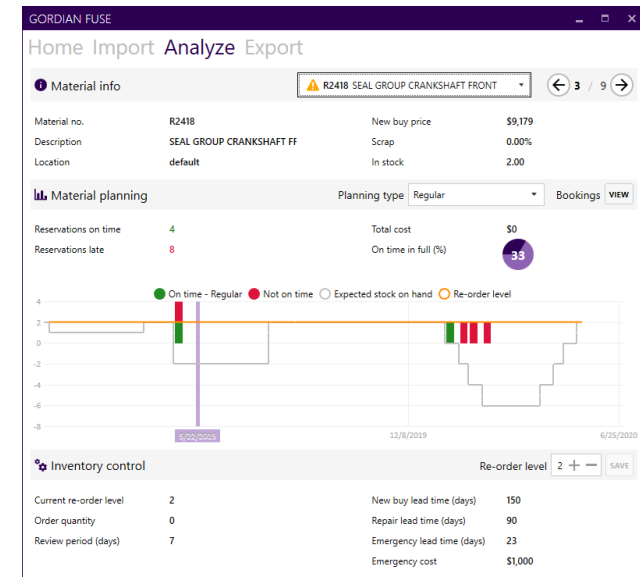 GORDIAN FUSE
Home Import Analyze Export
Material info
R2418 SEAL GROUP CRANKSHAFT FRONT
3 / 9
Material no. R2418 New buy price $9,179
Description SEAL GROUP CRANKSHAFT FF Scrap 0.00%
Location default In stock 2.00
Material planning Planning type Regular Bookings VIEW
Reservations on time 4 Total cost $0
Reservations late 8 On time in full (%) 33
On time - Regular Not on time Expected stock on hand Re-order level
4
2
0
-2
-4
-6
-8
5/22/2019 12/8/2019 6/25/2020
Inventory control Re-order level 2 + − SAVE
Current re-order level 2 New buy lead time (days) 150
Order quantity 0 Repair lead time (days) 90
Review period (days) 7 Emergency lead time (days) 23
Emergency cost $1,000